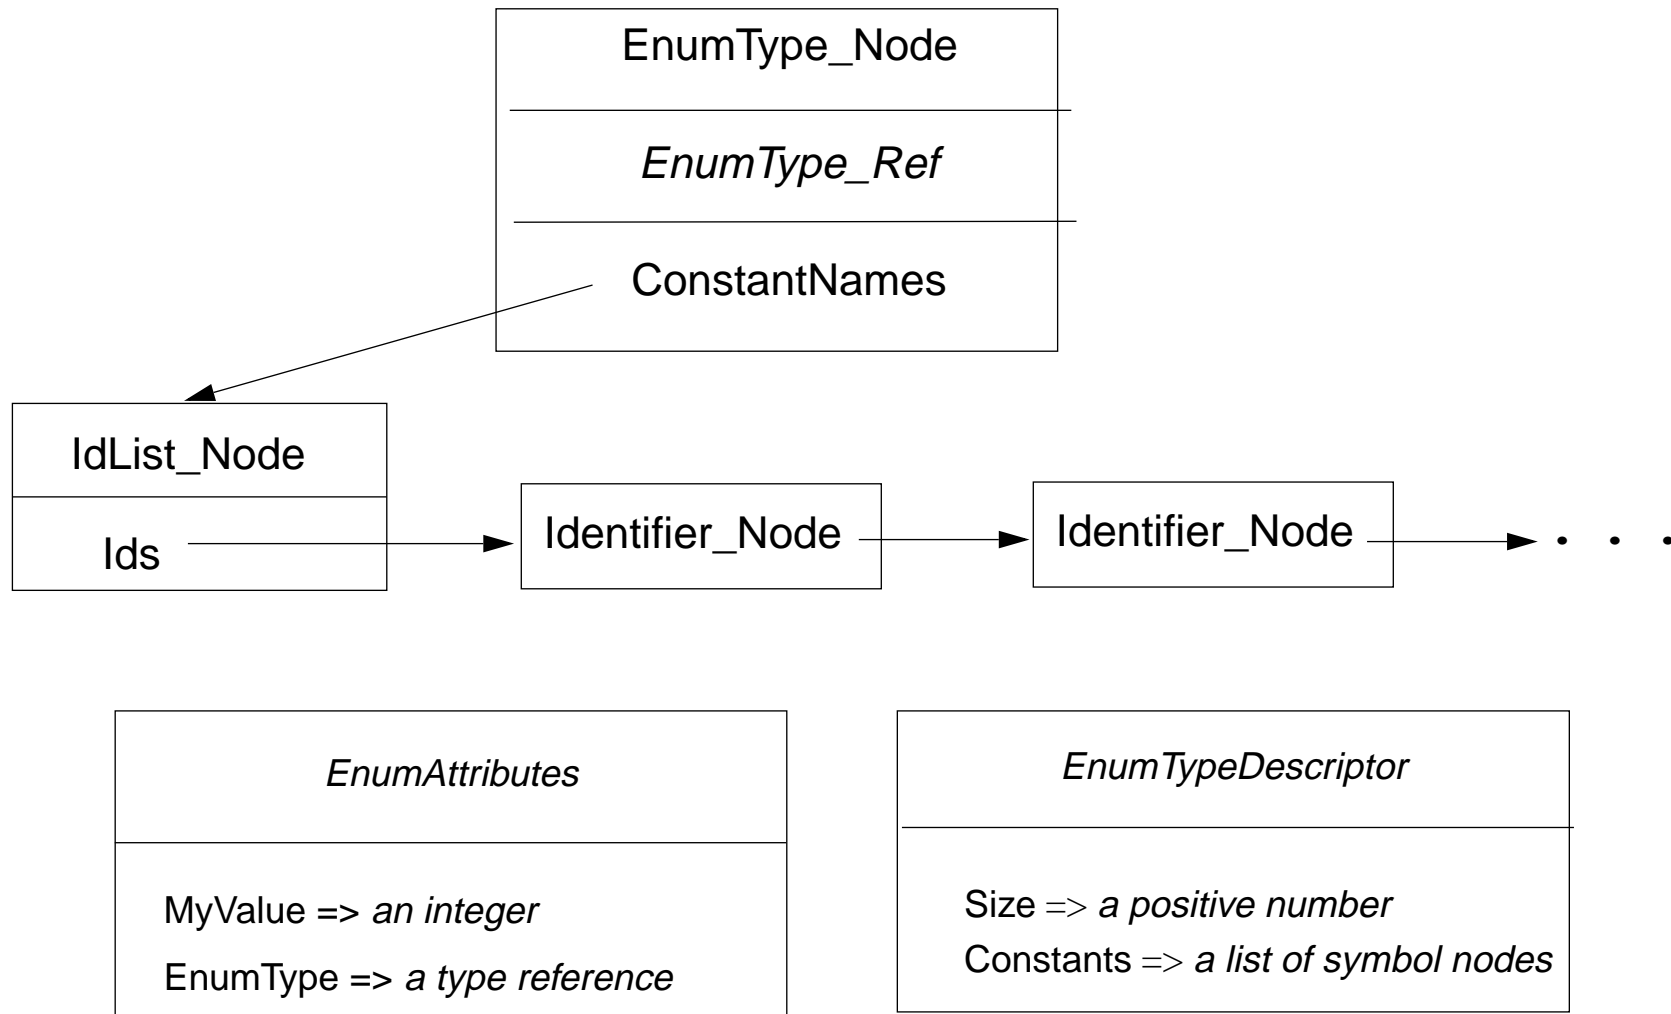 EnumType_Node
EnumType_Ref
ConstantNames
IdList_Node
Ids
Identifier_Node
Identifier_Node
. . .
EnumAttributes
MyValue => an integer
EnumType => a type reference
EnumTypeDescriptor
Size => a positive number
Constants => a list of symbol nodes